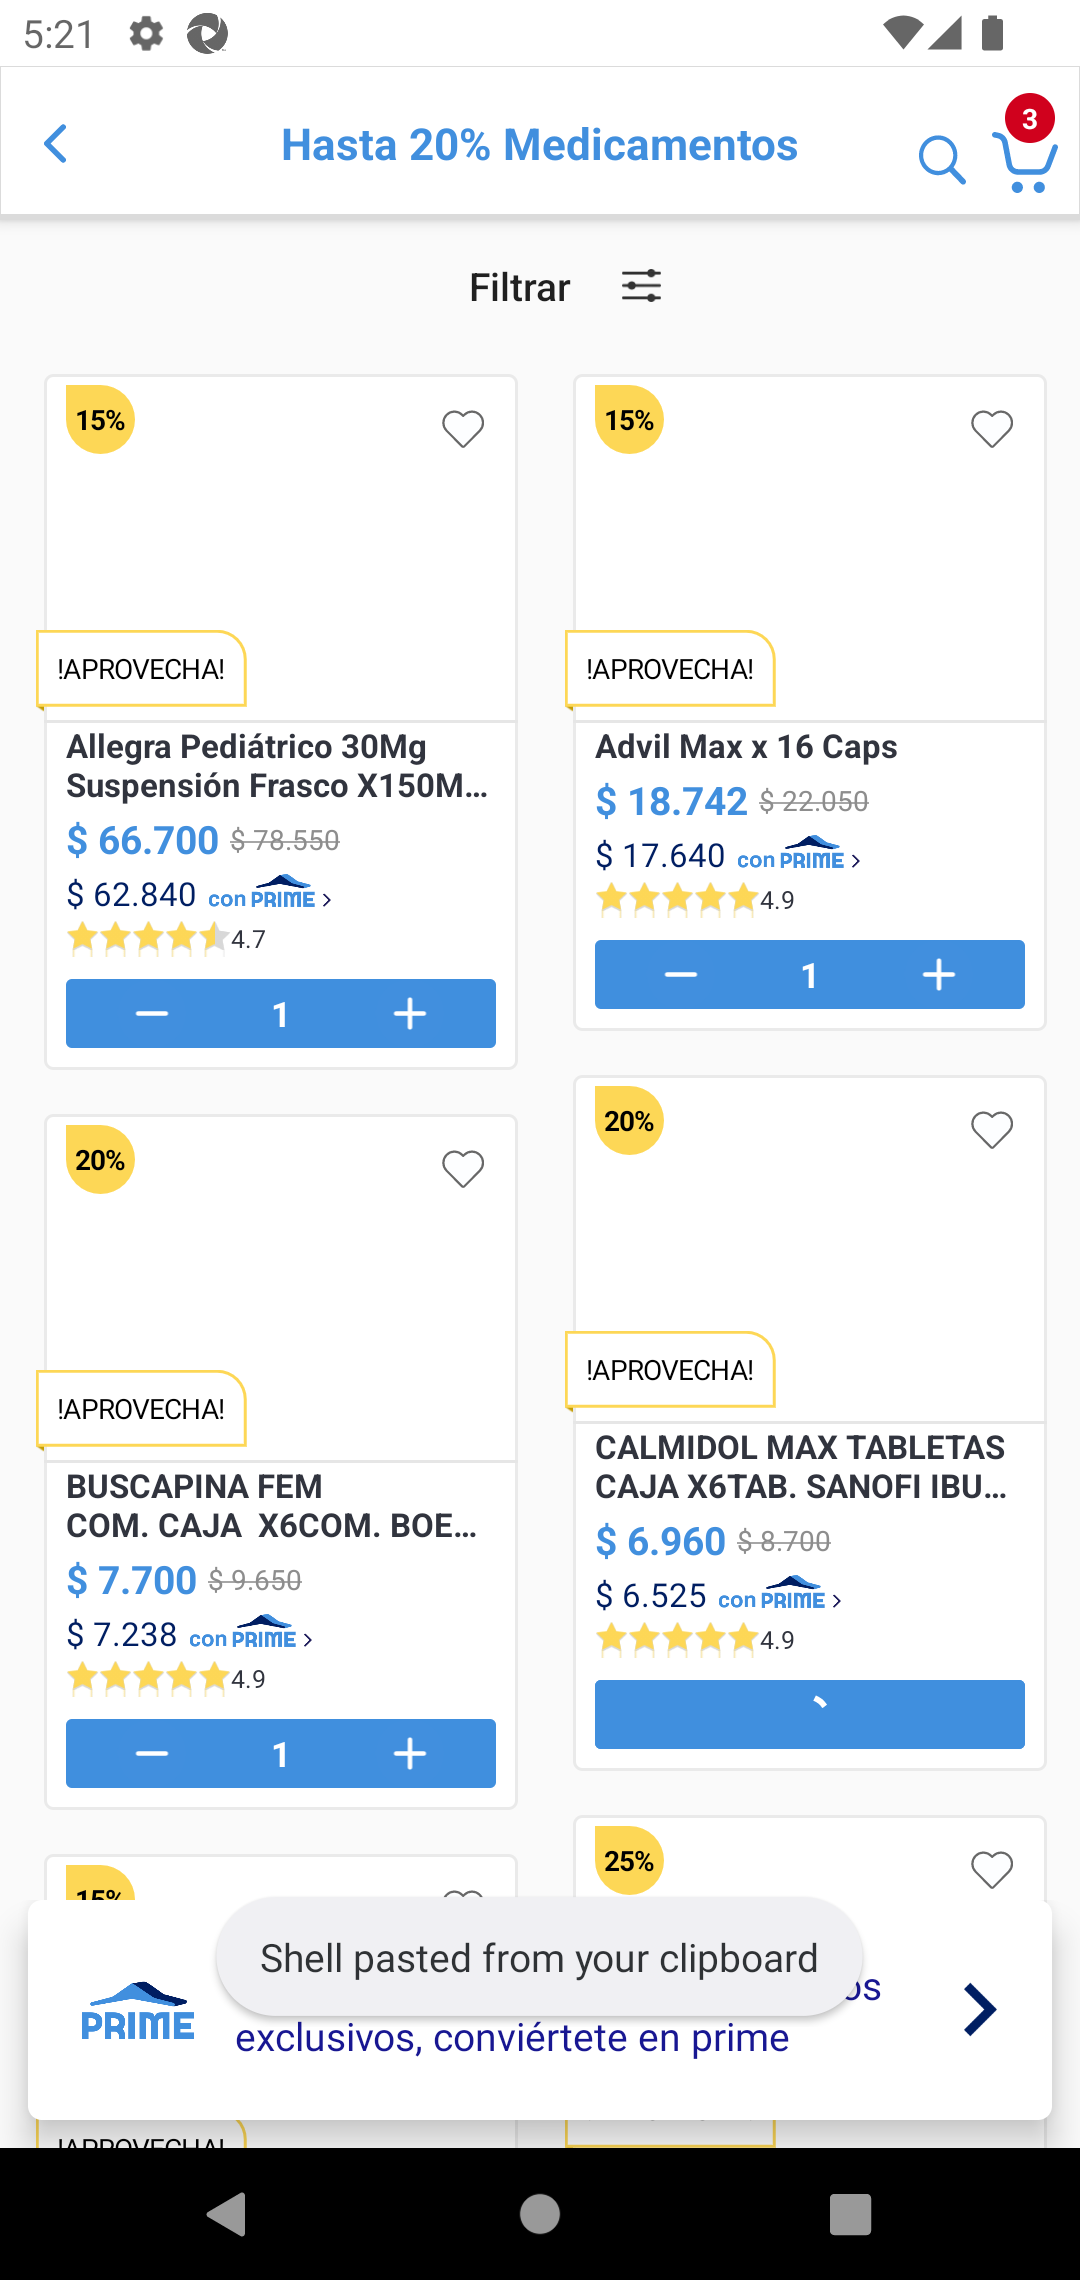 5:21
Hasta 20% Medicamentos
3
Filtrar
15%
!APROVECHA!
Allegra Pediátrico 30Mg
Suspensión Frasco X150M...
$ 66.700 $ 78.550
$ 62.840 con PRIME >
4.7
1
15%
!APROVECHA!
Advil Max x 16 Caps
$ 18.742 $ 22.050
$ 17.640 con PRIME >
4.9
1
20%
!APROVECHA!
BUSCAPINA FEM
COM. CAJA X6COM. BOE...
$ 7.700 $ 9.650
$ 7.238 con PRIME >
4.9
1
20%
!APROVECHA!
CALMIDOL MAX TABLETAS
CAJA X6TAB. SANOFI IBU...
$ 6.960 $ 8.700
$ 6.525 con PRIME >
4.9
15%
25%
Shell pasted from your clipboard
PRIME
exclusivos, conviértete en prime
!APROVECHA!